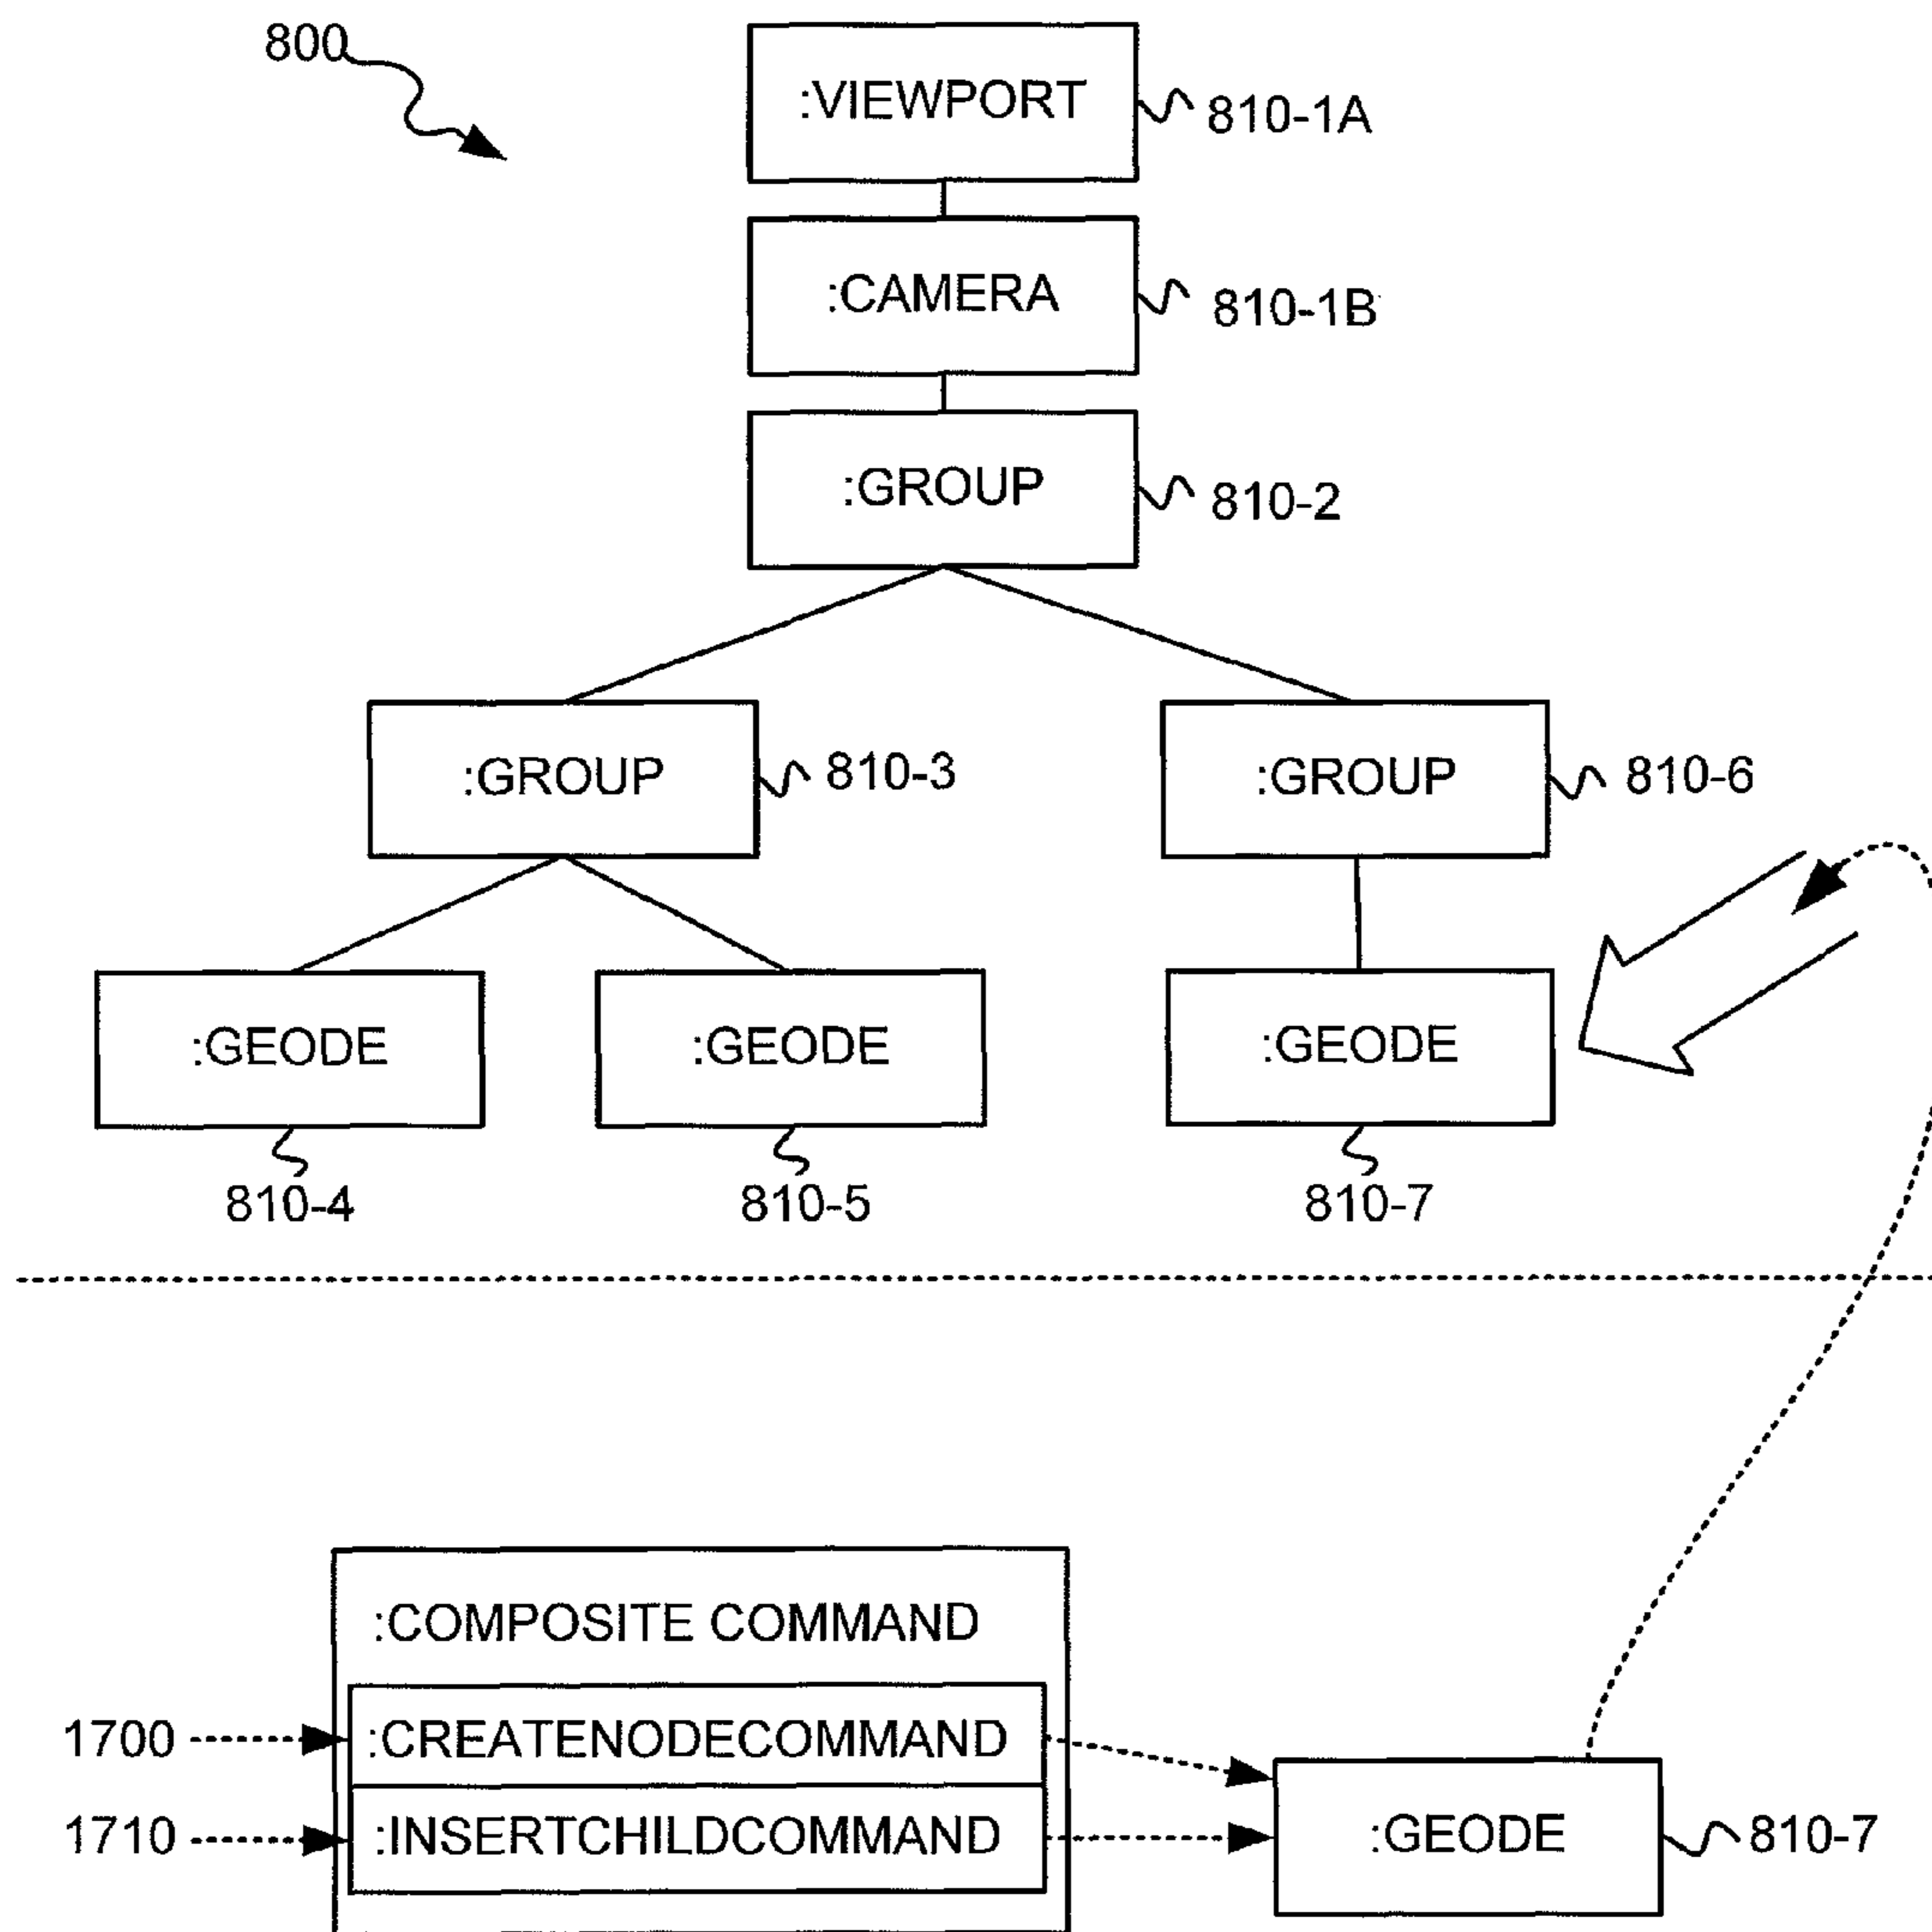 800
:VIEWPORT
810-1A
:CAMERA
810-1B
:GROUP
810-2
:GROUP
810-3
:GROUP
810-6
:GEODE
:GEODE
:GEODE
810-4
810-5
810-7
:COMPOSITE COMMAND
1700
:CREATENODECOMMAND
1710
:INSERTCHILDCOMMAND
:GEODE
810-7